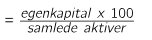 = egenkapital x 100
samlede aktiver